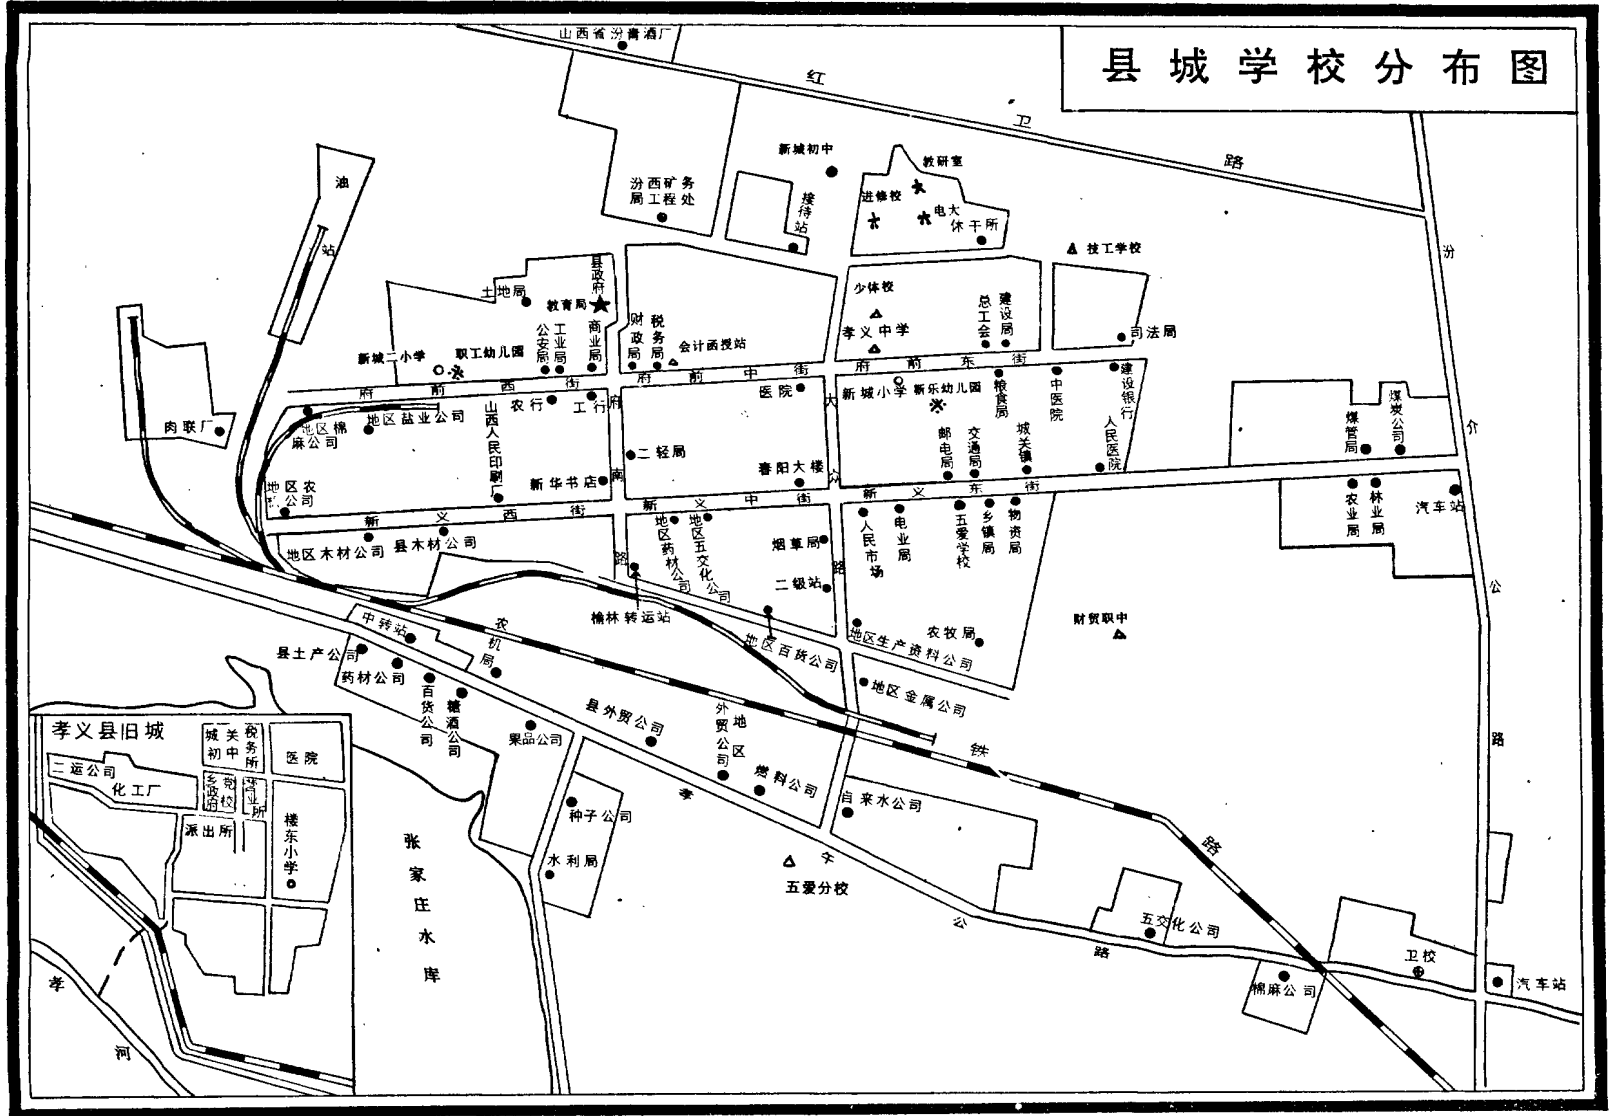 县城学校分布图
山西省汾青酒厂
红卫路
新城初中
教研室
汾西矿务
局工程处
接待站
进修校
电大
休干所
技工学校
油站
汾介公路
县政府
土地局
教育局
少体校
总工会
建设局
公安局
工业局
商业局
财政局
税务局
会计函授站
孝义中学
司法局
新城二小学
职工幼儿园
府前西街
府前中街
府前东街
医院
新城小学
新乐幼儿园
粮食局
中医院
建设银行
农行
工行
府南路
大众路
肉联厂
地区棉
麻公司
地区盐业公司
山西人民印刷厂
人民医院
煤管局
煤炭公司
邮电局
交通局
城关镇
二轻局
新华书店
春阳大楼
地区农
机公司
新义西街
新义中街
新义东街
农业局
林业局
汽车站
地区木材公司
县木材公司
地区药材公司
地区五交化公司
烟草局
人民市场
电业局
五爱学校
乡镇局
物资局
二级站
榆林转运站
财贸职中
中转站
农机局
地区百货公司
地区生产资料公司
农牧局
县土产公司
药材公司
百货公司
糖酒公司
地区金属公司
县外贸公司
地区
外贸公司
果品公司
铁路
燃料公司
自来水公司
孝午公路
种子公司
水利局
五爱分校
张家庄水库
五交化公司
卫校
棉麻公司
汽车站
孝义县旧城
城关
初中
税务所
医院
二运公司
化工厂
乡政府
党校
营业所
派出所
楼东小学
孝河